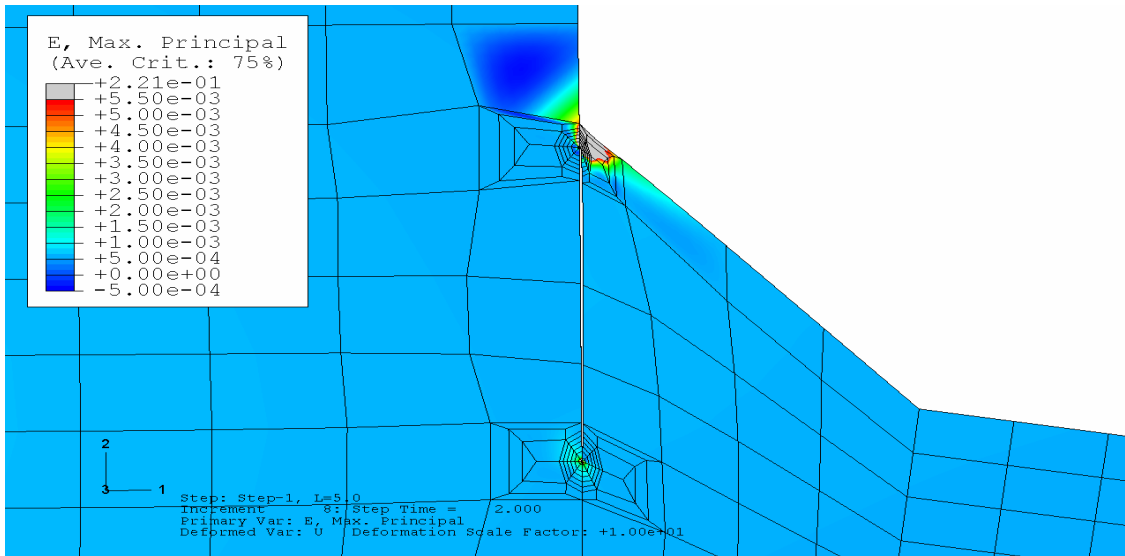 E, Max. Principal
(Ave. Crit.: 75%)
+2.21e-01
+5.50e-03
+5.00e-03
+4.50e-03
+4.00e-03
+3.50e-03
+2.50e-03
+2.00e-03
+1.50e-03
+1.00e-03
+5.00e-04
+0.00e+00
-5.00e-04
2
3
1
Step: Step-1, L=5.0
Increment 8: Step Time = 2.000
Primary Var: E, Max. Principal
Deformed Var: U Deformation Scale Factor: +1.00e+01